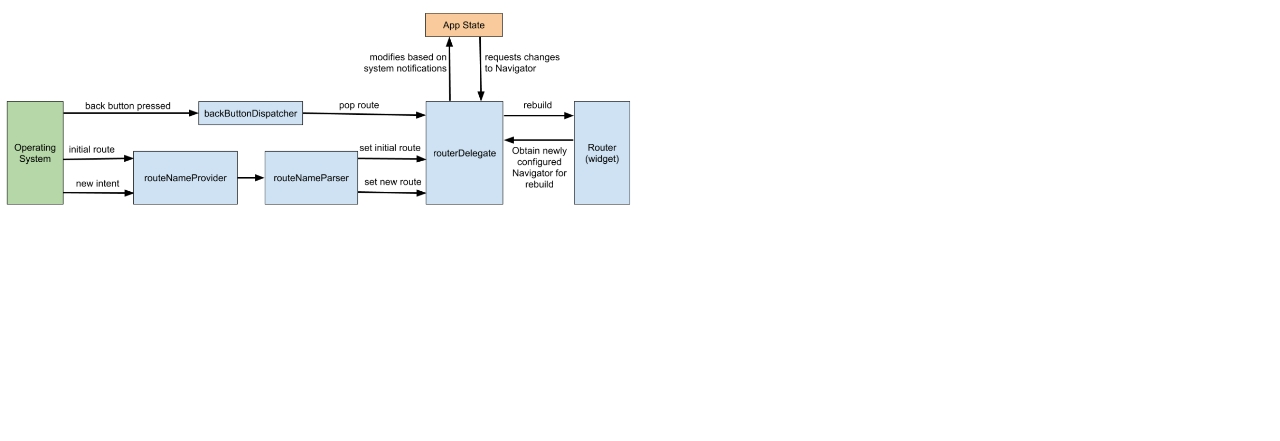 App State
modifies based on
system notifications
requests changes
to Navigator
back button pressed
backButtonDispatcher
pop route
rebuild
Operating
System
initial route
new intent
routeNameProvider
routeNameParser
set initial route
set new route
routerDelegate
Obtain newly
configured
Navigator for
rebuild
Router
(widget)